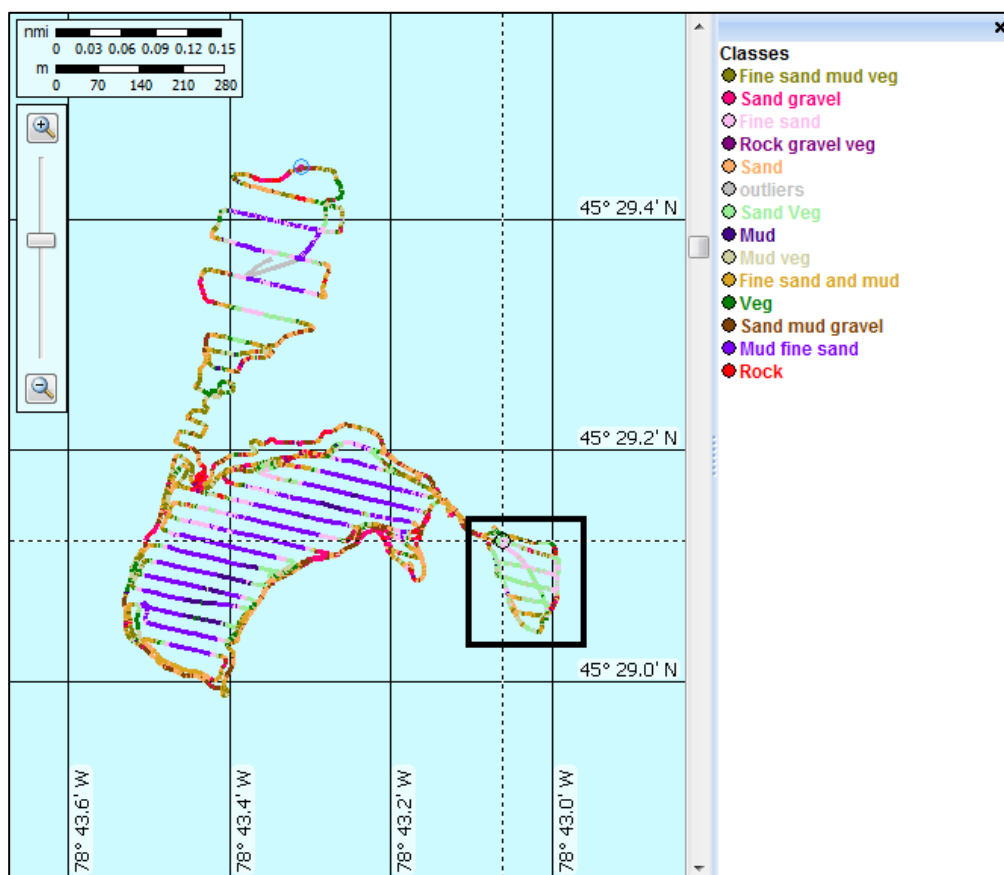 nmi
0 0.03 0.06 0.09 0.12 0.15
m
0 70 140 210 280
45° 29.4' N
45° 29.2' N
45° 29.0' N
78° 43.6' W
78° 43.4' W
78° 43.2' W
78° 43.0' W
Classes
Fine sand mud veg
Sand gravel
Fine sand
Rock gravel veg
Sand
outliers
Sand Veg
Mud
Mud veg
Fine sand and mud
Veg
Sand mud gravel
Mud fine sand
Rock